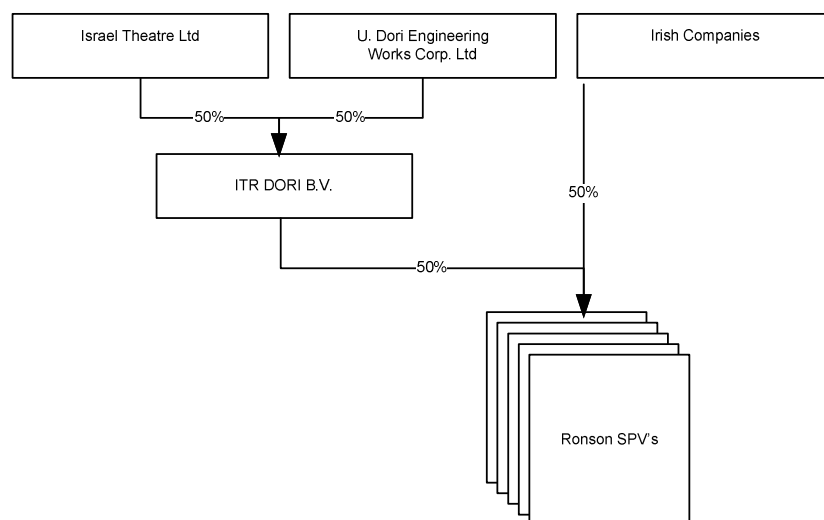 Israel Theatre Ltd
U. Dori Engineering
Works Corp. Ltd
Irish Companies
50%
50%
ITR DORI B.V.
50%
50%
Ronson SPV's